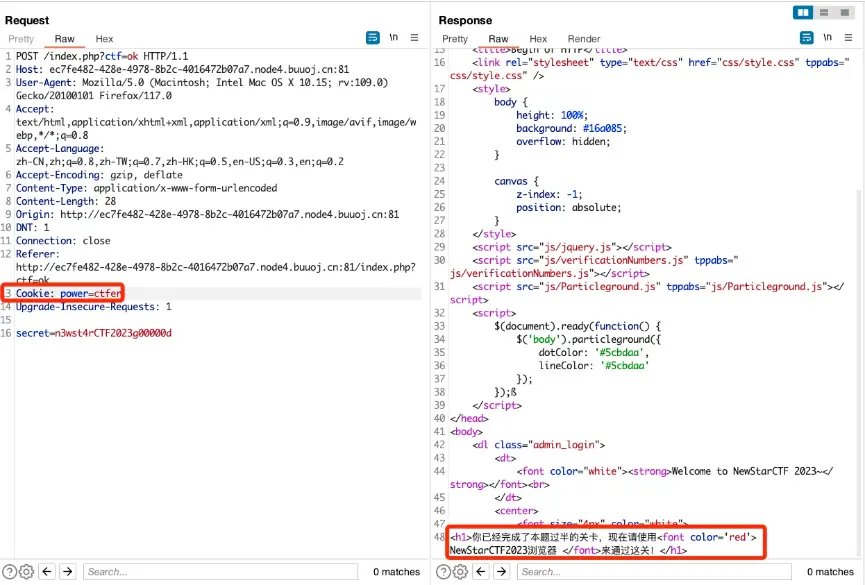 Request
Pretty Raw Hex
\n
1 POST /index.php?ctf=ok HTTP/1.1
2 Host: ec7fe482-428e-4978-8b2c-4016472b07a7.node4.buuoj.cn:81
3 User-Agent: Mozilla/5.0 (Macintosh; Intel Mac OS X 10.15; rv:109.0)
Gecko/20100101 Firefox/117.0
4 Accept:
text/html,application/xhtml+xml,application/xml;q=0.9,image/avif,image/w
ebp,*/*;q=0.8
5 Accept-Language:
zh-CN,zh;q=0.8,zh-TW;q=0.7,zh-HK;q=0.5,en-US;q=0.3,en;q=0.2
6 Accept-Encoding: gzip, deflate
7 Content-Type: application/x-www-form-urlencoded
8 Content-Length: 28
9 Origin: http://ec7fe482-428e-4978-8b2c-4016472b07a7.node4.buuoj.cn:81
10 DNT: 1
11 Connection: close
12 Referer:
http://ec7fe482-428e-4978-8b2c-4016472b07a7.node4.buuoj.cn:81/index.php?
ctf=ok
3 Cookie: power=ctfer
14 Upgrade-Insecure-Requests: 1
15
16 secret=n3wst4rCTF2023g00000d
Search...
0 matches
Response
Pretty Raw Hex Render
\n
15 <title>Begin of HTTP</title>
16 <link rel="stylesheet" type="text/css" href="css/style.css" tppabs="
css/style.css" />
17 <style>
18 body {
19 height: 100%;
20 background: #16a085;
21 overflow: hidden;
22 }
23
24 canvas {
25 z-index: -1;
26 position: absolute;
27 }
28 </style>
29 <script src="js/jquery.js"></script>
30 <script src="js/verificationNumbers.js" tppabs="
js/verificationNumbers.js"></script>
31 <script src="js/Particleground.js" tppabs="js/Particleground.js"></
script>
32 <script>
33 $(document).ready(function() {
34 $('body').particleground({
35 dotColor: '#5cbdaa',
36 lineColor: '#5cbdaa'
37 });
38 });ß
39 </script>
40 </head>
41 <body>
42 <dl class="admin_login">
43 <dt>
44 <font color="white"><strong>Welcome to NewStarCTF 2023~</
strong></font><br>
45 </dt>
46 <center>
47 <font size="4px" color="white">
48 <h1>你已经完成了本题过半的关卡，现在请使用<font color='red'>
NewStarCTF2023浏览器 </font>来通过这关！</h1>
Search...
0 matches